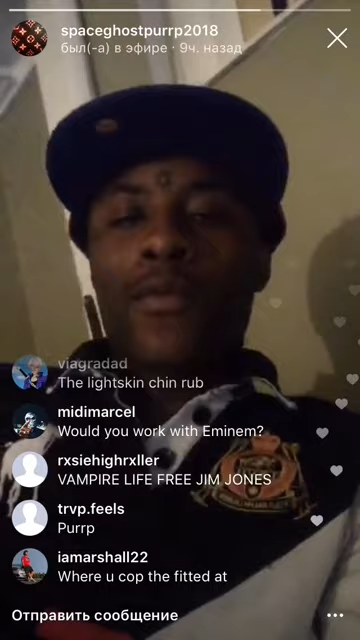 spaceghostpurrp2018
был(-а) в эфире · 9ч. назад
viagradad
The lightskin chin rub
midimarcel
Would you work with Eminem?
rxsiehighrxller
VAMPIRE LIFE FREE JIM JONES
trvp.feels
Purrp
iamarshall22
Where u cop the fitted at
Отправить сообщение